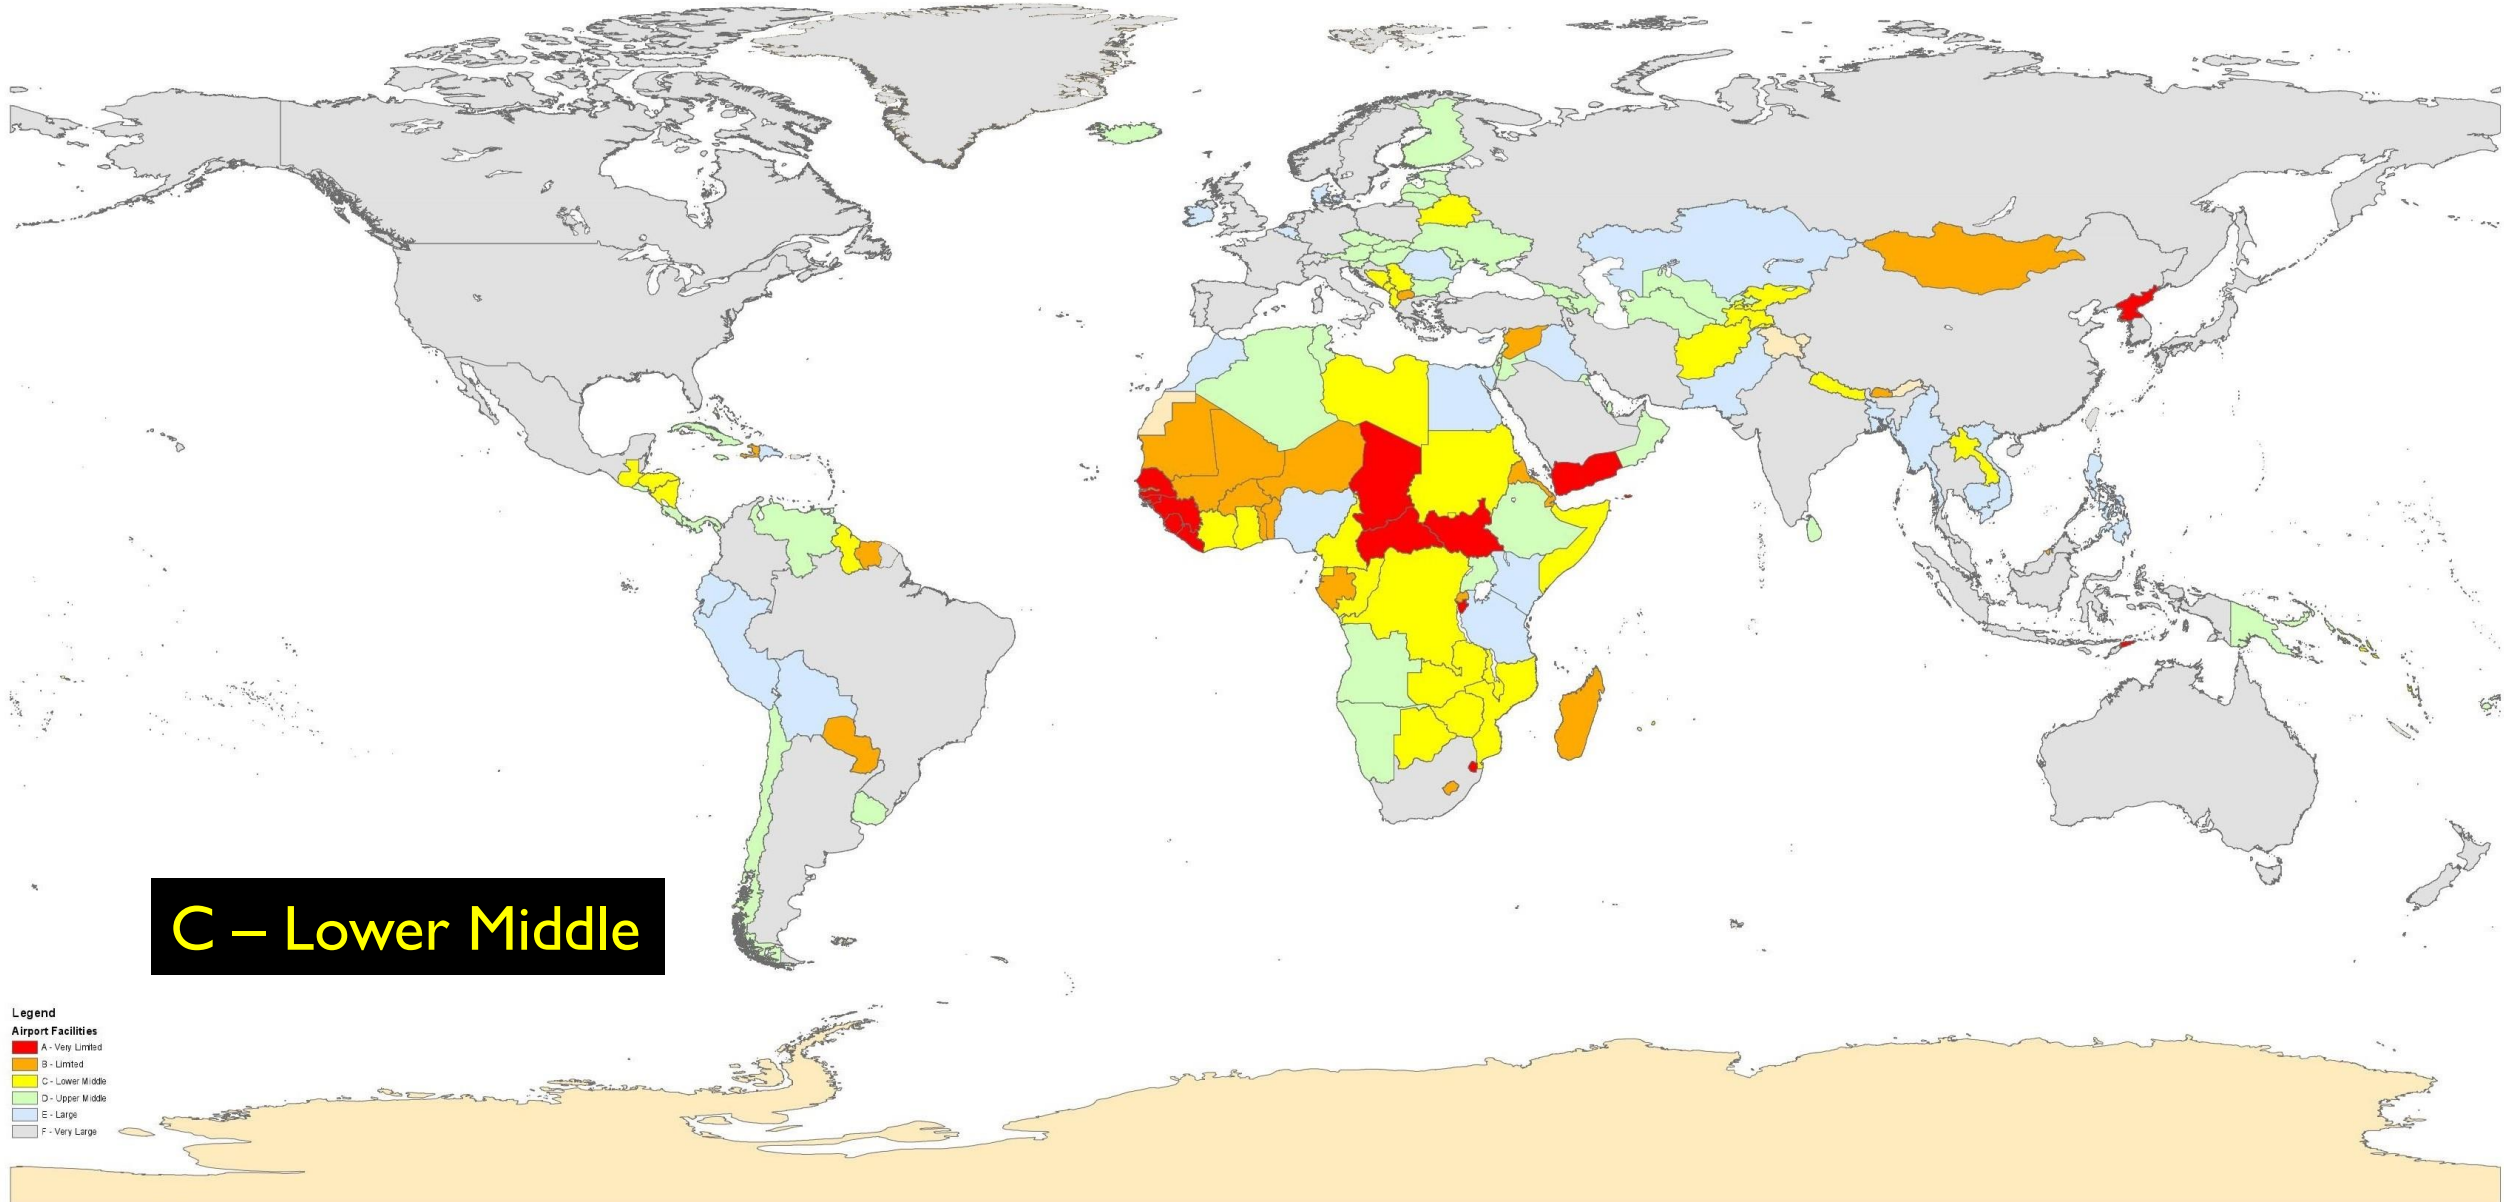 C – Lower Middle
Legend
Airport Facilities
A - Very Limited
B - Limited
C - Lower Middle
D - Upper Middle
E - Large
F - Very Large